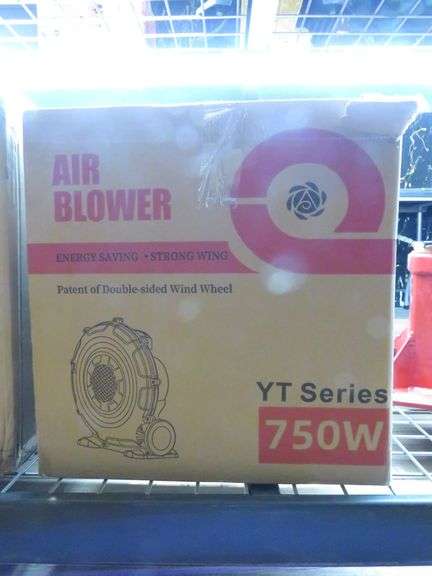 AIR
BLOWER
ENERGY SAVING • STRONG WING
Patent of Double-sided Wind Wheel
YT Series
750W